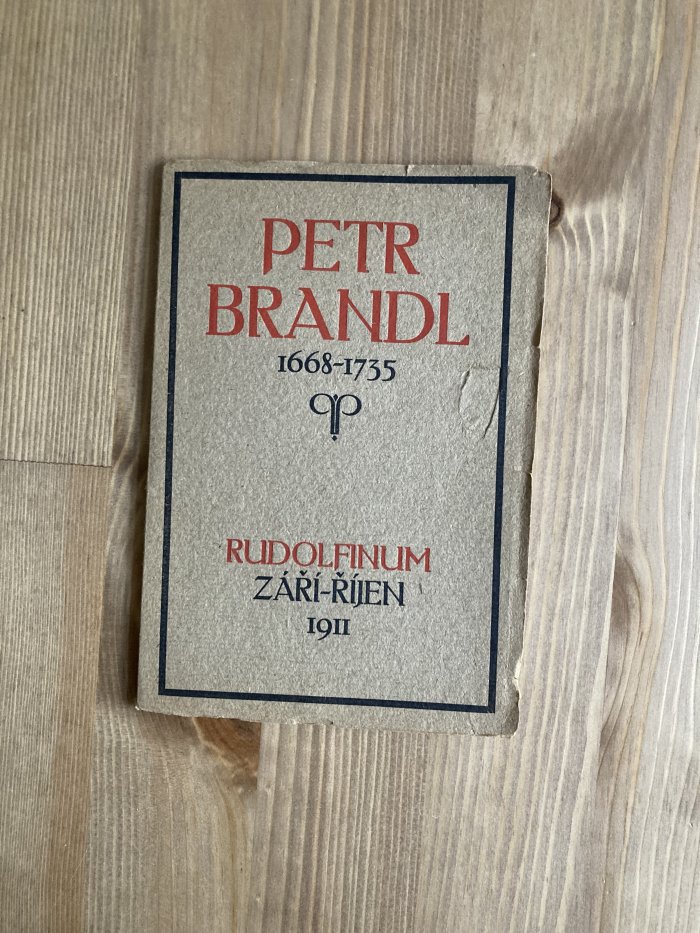 PETR
BRANDL
1668-1735
RUDOLFINUM
ZÁŘÍ-ŘÍJEN
1911